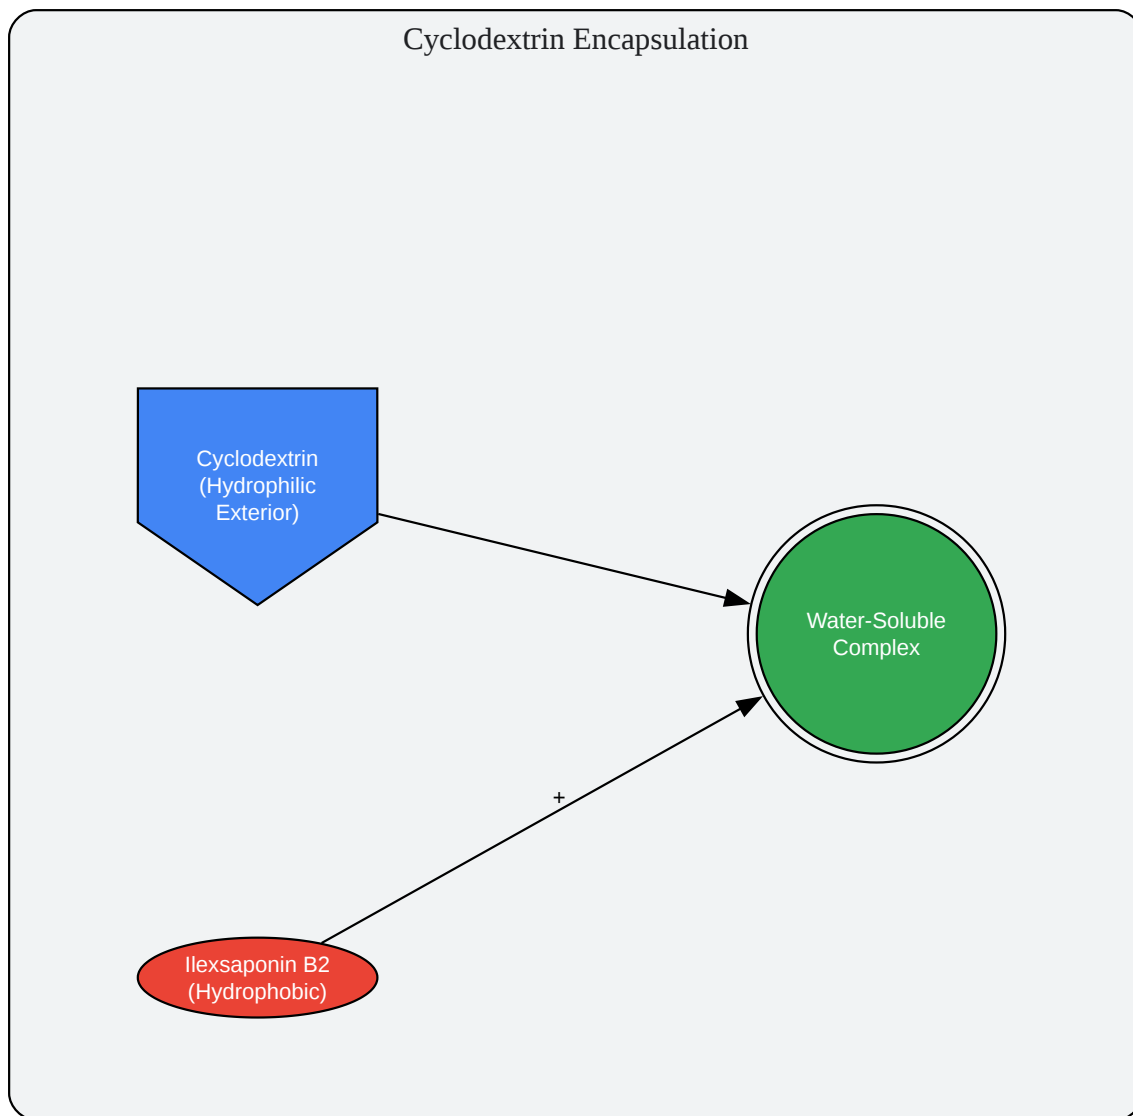 Cyclodextrin Encapsulation
Cyclodextrin
(Hydrophilic
Exterior)
Water-Soluble
Complex
+
Ilexsaponin B2
(Hydrophobic)